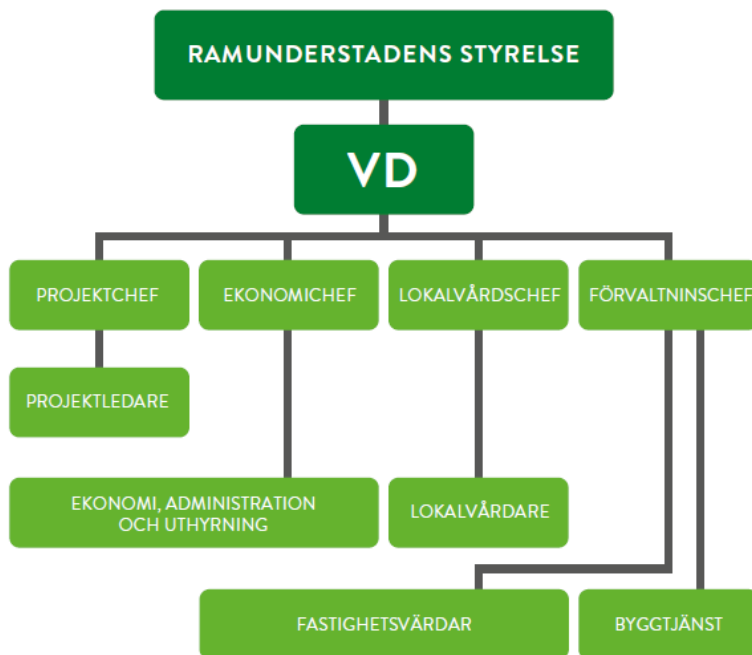 RAMUNDERSTADENS STYRELSE
VD
PROJEKTCHEF
EKONOMICHEF
LOKALVÅRDSCHEF
FÖRVALTNINSCHEF
PROJEKTLEDARE
EKONOMI, ADMINISTRATION
OCH UTHYRNING
LOKALVÅRDARE
FASTIGHETSVÄRDAR
BYGGTJÄNST